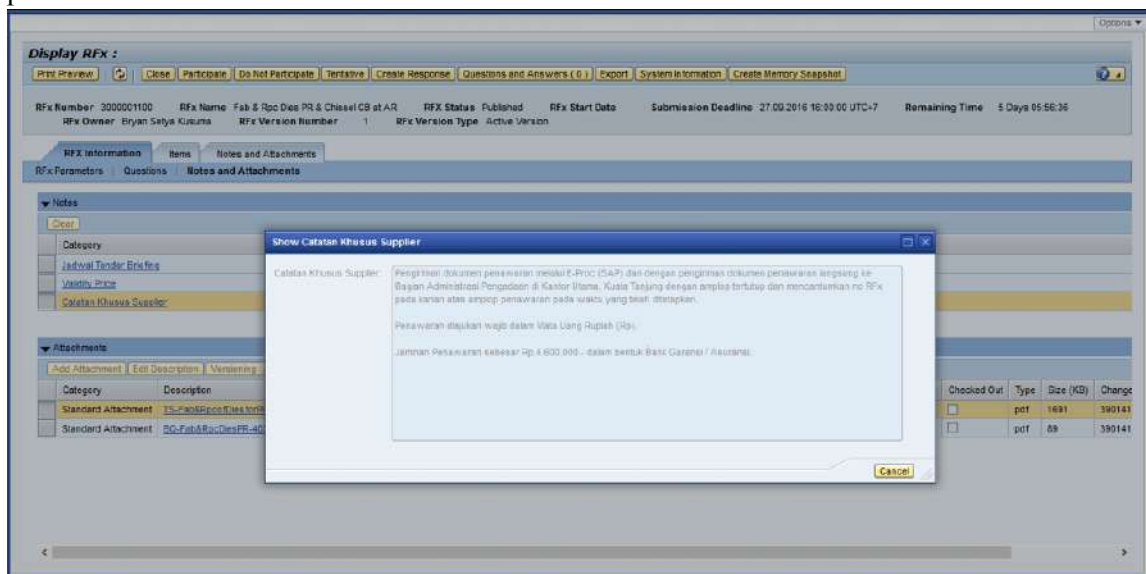 p
Options
Display RFx :
Print Preview Close Participate Do Not Participate Tentative Create Response Questions and Answers ( 0 ) Export System Information Create Memory Snapshot
RFx Number 3000001100 RFx Name Fab & Rpc Dies PR & Chissel CB at AR RFX Status Published RFx Start Date Submission Deadline 27.09.2016 16:00:00 UTC+7 Remaining Time 5 Days 05:56:36
RFx Owner Bryan Setya Kusuma RFx Version Number 1 RFx Version Type Active Version
RFX Information Items Notes and Attachments
RFx Parameters Questions Notes and Attachments
Notes
Clear
Category
Jadwal Tender Briefing
Validity Price
Catatan Khusus Supplier
Show Catatan Khusus Supplier
Catatan Khusus Supplier:
Pengiriman dokumen penawaran melalui E-Proc (SAP) dan dengan pengiriman dokumen penawaran langsung ke
Bagian Administrasi Pengadaan di Kantor Utama, Kuala Tanjung dengan amplop tertutup dan mencantumkan no RFx
pada kanan atas amplop penawaran pada waktu yang telah ditetapkan.
Penawaran diajukan wajib dalam Mata Uang Rupiah (Rp).
Jaminan Penawaran sebesar Rp 4.600.000,- dalam bentuk Bank Garansi / Asuransi.
Cancel
Attachments
Add Attachment Edit Description Versioning
Category Description Checked Out Type Size (KB) Change
Standard Attachment pdf 1691 390141
Standard Attachment BG-Fab&RpcDiesPR-40 pdf 89 390141